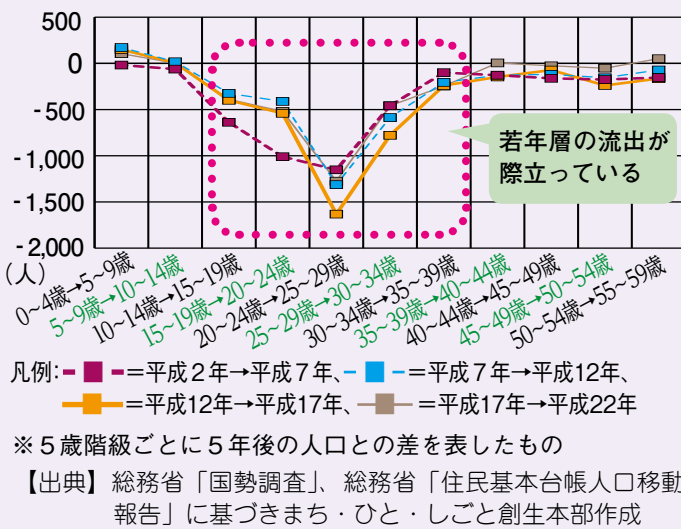 500
0
-500
-1,000
-1,500
-2,000
(人)
若年層の流出が
際立っている
0~4歳→5~9歳
5~9歳→10~14歳
10~14歳→15~19歳
15~19歳→20~24歳
20~24歳→25~29歳
25~29歳→30~34歳
30~34歳→35~39歳
35~39歳→40~44歳
40~44歳→45~49歳
45~49歳→50~54歳
50~54歳→55~59歳
凡例:=平成2年→平成7年、=平成7年→平成12年、
=平成12年→平成17年、=平成17年→平成22年
※5歳階級ごとに5年後の人口との差を表したもの
【出典】総務省「国勢調査」、総務省「住民基本台帳人口移動
報告」に基づきまち・ひと・しごと創生本部作成